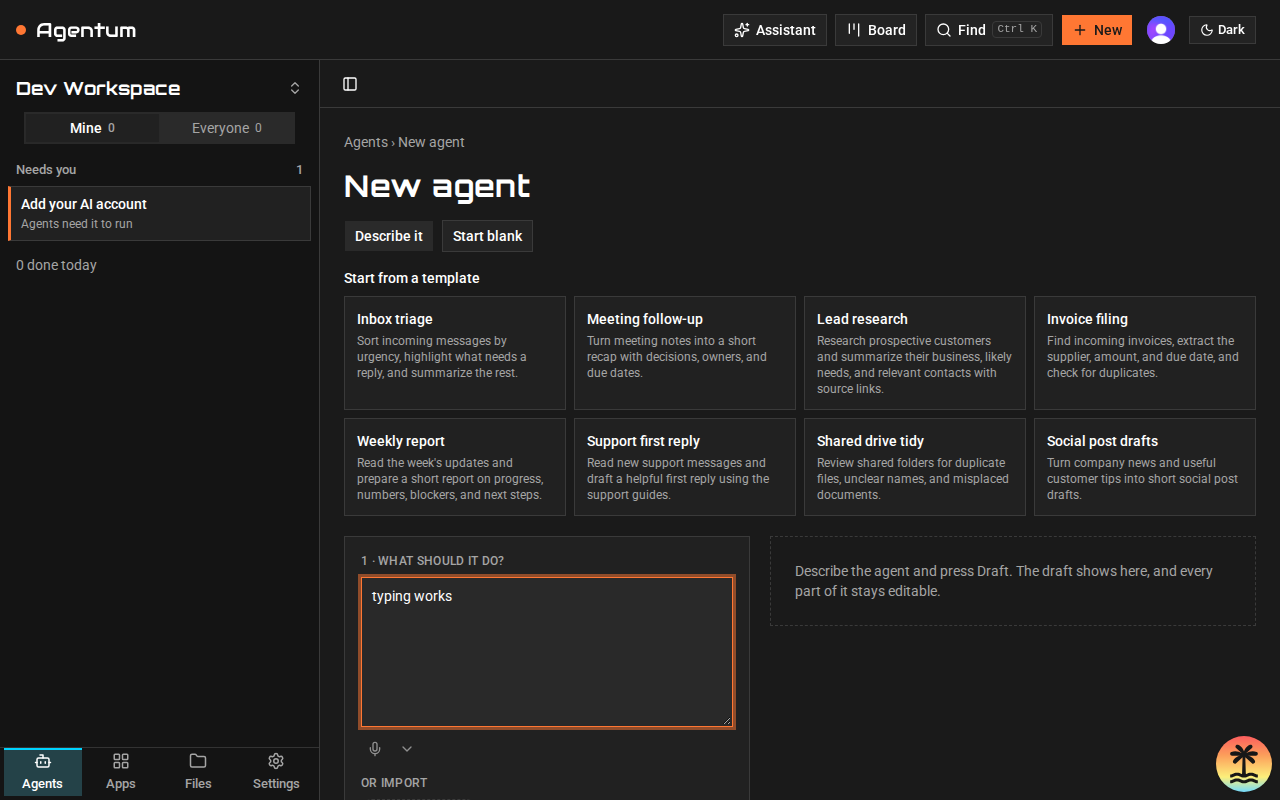 Agentum
Assistant
Board
Find Ctrl K
New
Dark
Dev Workspace
Mine 0
Everyone 0
Needs you 1
Add your AI account
Agents need it to run
0 done today
Agents
Apps
Files
Settings
Agents › New agent
New agent
Describe it
Start blank
Start from a template
Inbox triage
Sort incoming messages by
urgency, highlight what needs a
reply, and summarize the rest.
Meeting follow-up
Turn meeting notes into a short
recap with decisions, owners, and
due dates.
Lead research
Research prospective customers
and summarize their business, likely
needs, and relevant contacts with
source links.
Invoice filing
Find incoming invoices, extract the
supplier, amount, and due date, and
check for duplicates.
Weekly report
Read the week's updates and
prepare a short report on progress,
numbers, blockers, and next steps.
Support first reply
Read new support messages and
draft a helpful first reply using the
support guides.
Shared drive tidy
Review shared folders for duplicate
files, unclear names, and misplaced
documents.
Social post drafts
Turn company news and useful
customer tips into short social post
drafts.
1 · WHAT SHOULD IT DO?
typing works
OR IMPORT
Describe the agent and press Draft. The draft shows here, and every
part of it stays editable.